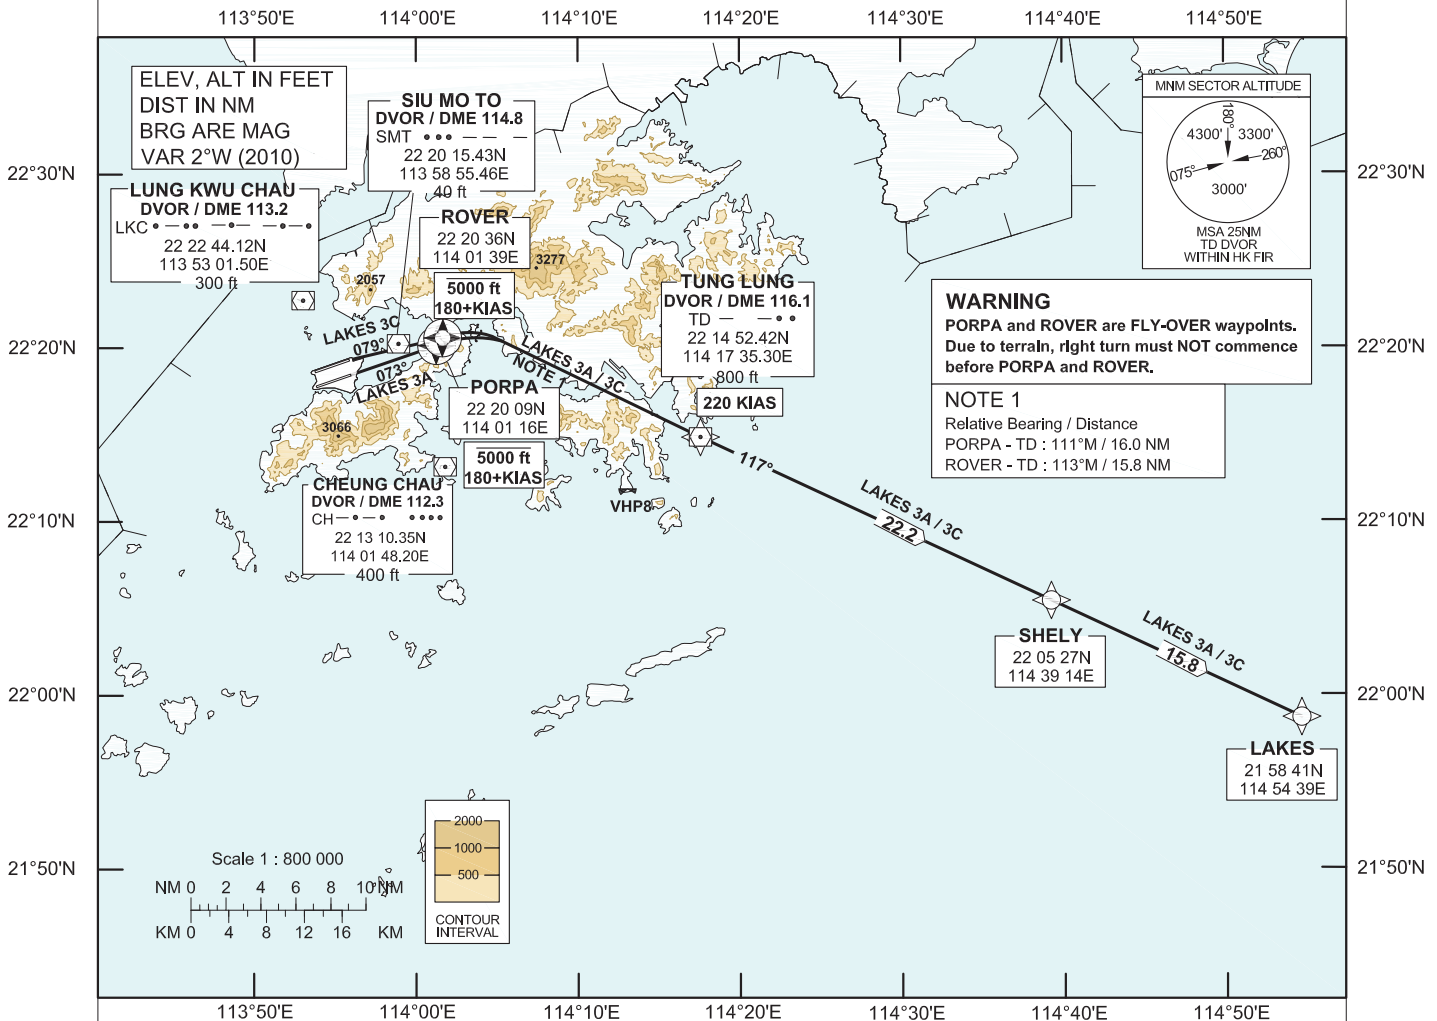 113°50'E
114°00'E
114°10'E
114°20'E
114°30'E
114°40'E
114°50'E
ELEV, ALT IN FEET
DIST IN NM
BRG ARE MAG
VAR 2°W (2010)
SIU MO TO
DVOR / DME 114.8
SMT
22 20 15.43N
113 58 55.46E
40 ft
MNM SECTOR ALTITUDE
180°
4300'
3300'
260°
075°
3000'
MSA 25NM
TD DVOR
WITHIN HK FIR
22°30'N
22°30'N
LUNG KWU CHAU
DVOR / DME 113.2
LKC
22 22 44.12N
113 53 01.50E
300 ft
ROVER
22 20 36N
114 01 39E
5000 ft
180+KIAS
2057
3277
TUNG LUNG
DVOR / DME 116.1
TD
22 14 52.42N
114 17 35.30E
800 ft
220 KIAS
WARNING
PORPA and ROVER are FLY-OVER waypoints.
Due to terrain, right turn must NOT commence
before PORPA and ROVER.
NOTE 1
Relative Bearing / Distance
PORPA - TD : 111°M / 16.0 NM
ROVER - TD : 113°M / 15.8 NM
22°20'N
22°20'N
LAKES 3C
079°
073°
LAKES 3A
LAKES 3A / 3C
NOTE 1
PORPA
22 20 09N
114 01 16E
5000 ft
180+KIAS
3066
117°
CHEUNG CHAU
DVOR / DME 112.3
CH
22 13 10.35N
114 01 48.20E
400 ft
VHP8
LAKES 3A / 3C
22.2
22°10'N
22°10'N
SHELY
22 05 27N
114 39 14E
LAKES 3A / 3C
15.8
22°00'N
22°00'N
LAKES
21 58 41N
114 54 39E
2000
1000
500
CONTOUR
INTERVAL
21°50'N
21°50'N
Scale 1 : 800 000
NM 0 2 4 6 8 10 NM
KM 0 4 8 12 16 KM
113°50'E
114°00'E
114°10'E
114°20'E
114°30'E
114°40'E
114°50'E